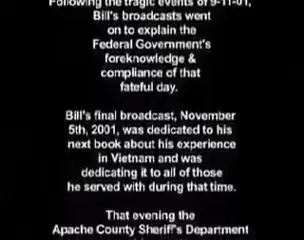 Following the tragic events of 9-11-01,
Bill's broadcasts went
on to explain the
Federal Government's
foreknowledge &
compliance of that
fateful day.
Bill's final broadcast, November
5th, 2001, was dedicated to his
next book about his experience
in Vietnam and was
dedicating it to all of those
he served with during that time.
That evening the
Apache County Sheriff's Department